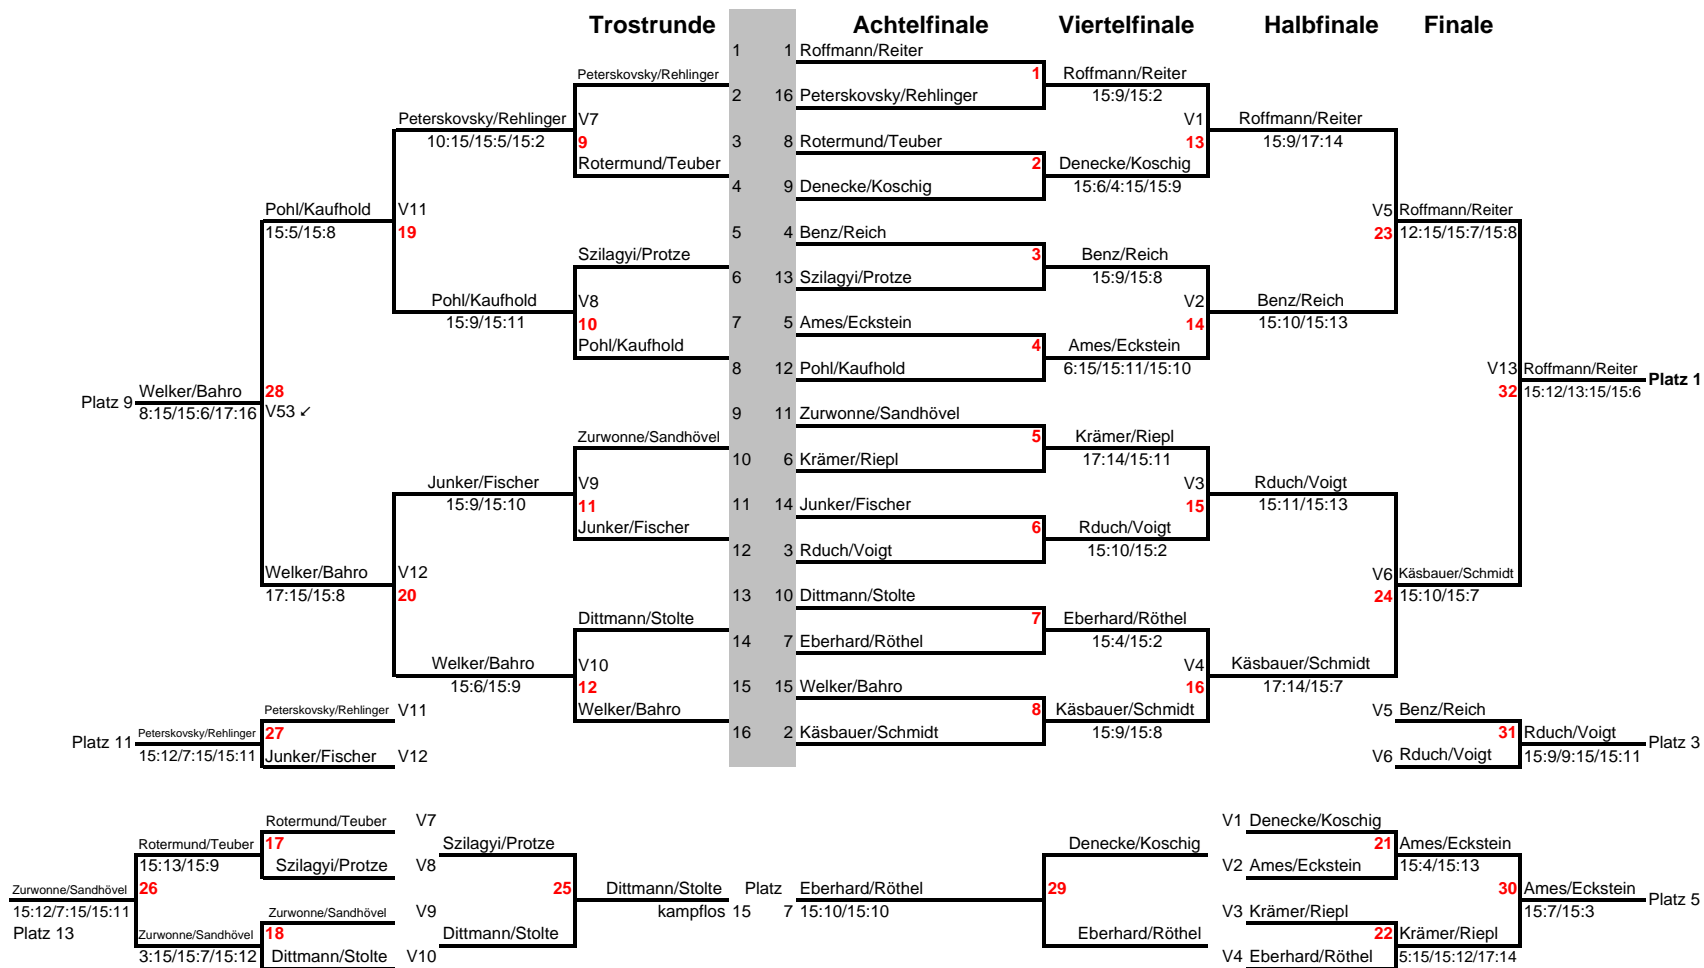 Trostrunde Achtelfinale Viertelfinale Halbfinale Finale
1 1 Roffmann/Reiter
Peterskovsky/Rehlinger 1 Roffmann/Reiter
2 16 Peterskovsky/Rehlinger 15:9/15:2
Peterskovsky/Rehlinger V7 V1 Roffmann/Reiter
10:15/15:5/15:2 9 3 8 Rotermund/Teuber 13 15:9/17:14
Rotermund/Teuber 2 Denecke/Koschig
4 9 Denecke/Koschig 15:6/4:15/15:9
Pohl/Kaufhold V11 V5 Roffmann/Reiter
15:5/15:8 19 5 4 Benz/Reich 23 12:15/15:7/15:8
Szilagyi/Protze 3 Benz/Reich
6 13 Szilagyi/Protze 15:9/15:8
Pohl/Kaufhold V8 V2 Benz/Reich
15:9/15:11 10 7 5 Ames/Eckstein 14 15:10/15:13
Pohl/Kaufhold 4 Ames/Eckstein
8 12 Pohl/Kaufhold 6:15/15:11/15:10 V13 Roffmann/Reiter
Platz 9 Welker/Bahro 28 32 15:12/13:15/15:6 Platz 1
8:15/15:6/17:16 V53 ↙ 9 11 Zurwonne/Sandhövel
Zurwonne/Sandhövel 5 Krämer/Riepl
10 6 Krämer/Riepl 17:14/15:11
Junker/Fischer V9 V3 Rduch/Voigt
15:9/15:10 11 11 14 Junker/Fischer 15 15:11/15:13
Junker/Fischer 6 Rduch/Voigt
12 3 Rduch/Voigt 15:10/15:2
Welker/Bahro V12 V6 Käsbauer/Schmidt
17:15/15:8 20 13 10 Dittmann/Stolte 24 15:10/15:7
Dittmann/Stolte 7 Eberhard/Röthel
14 7 Eberhard/Röthel 15:4/15:2
Welker/Bahro V10 V4 Käsbauer/Schmidt
15:6/15:9 12 15 15 Welker/Bahro 16 17:14/15:7
Peterskovsky/Rehlinger V11 Welker/Bahro 8 Käsbauer/Schmidt V5 Benz/Reich
Platz 11 Peterskovsky/Rehlinger 27 16 2 Käsbauer/Schmidt 15:9/15:8 31 Rduch/Voigt Platz 3
15:12/7:15/15:11 Junker/Fischer V12 V6 Rduch/Voigt 15:9/9:15/15:11
Rotermund/Teuber V7 V1 Denecke/Koschig
Rotermund/Teuber 17 Szilagyi/Protze Denecke/Koschig 21 Ames/Eckstein
15:13/15:9 Szilagyi/Protze V8 V2 Ames/Eckstein 15:4/15:13
Zurwonne/Sandhövel 26 25 Dittmann/Stolte Platz Eberhard/Röthel 29 30 Ames/Eckstein Platz 5
15:12/7:15/15:11 Zurwonne/Sandhövel V9 kampflos 15 7 15:10/15:10 V3 Krämer/Riepl 15:7/15:3
Platz 13 Zurwonne/Sandhövel 18 Dittmann/Stolte Eberhard/Röthel 22 Krämer/Riepl
3:15/15:7/15:12 Dittmann/Stolte V10 V4 Eberhard/Röthel 5:15/15:12/17:14